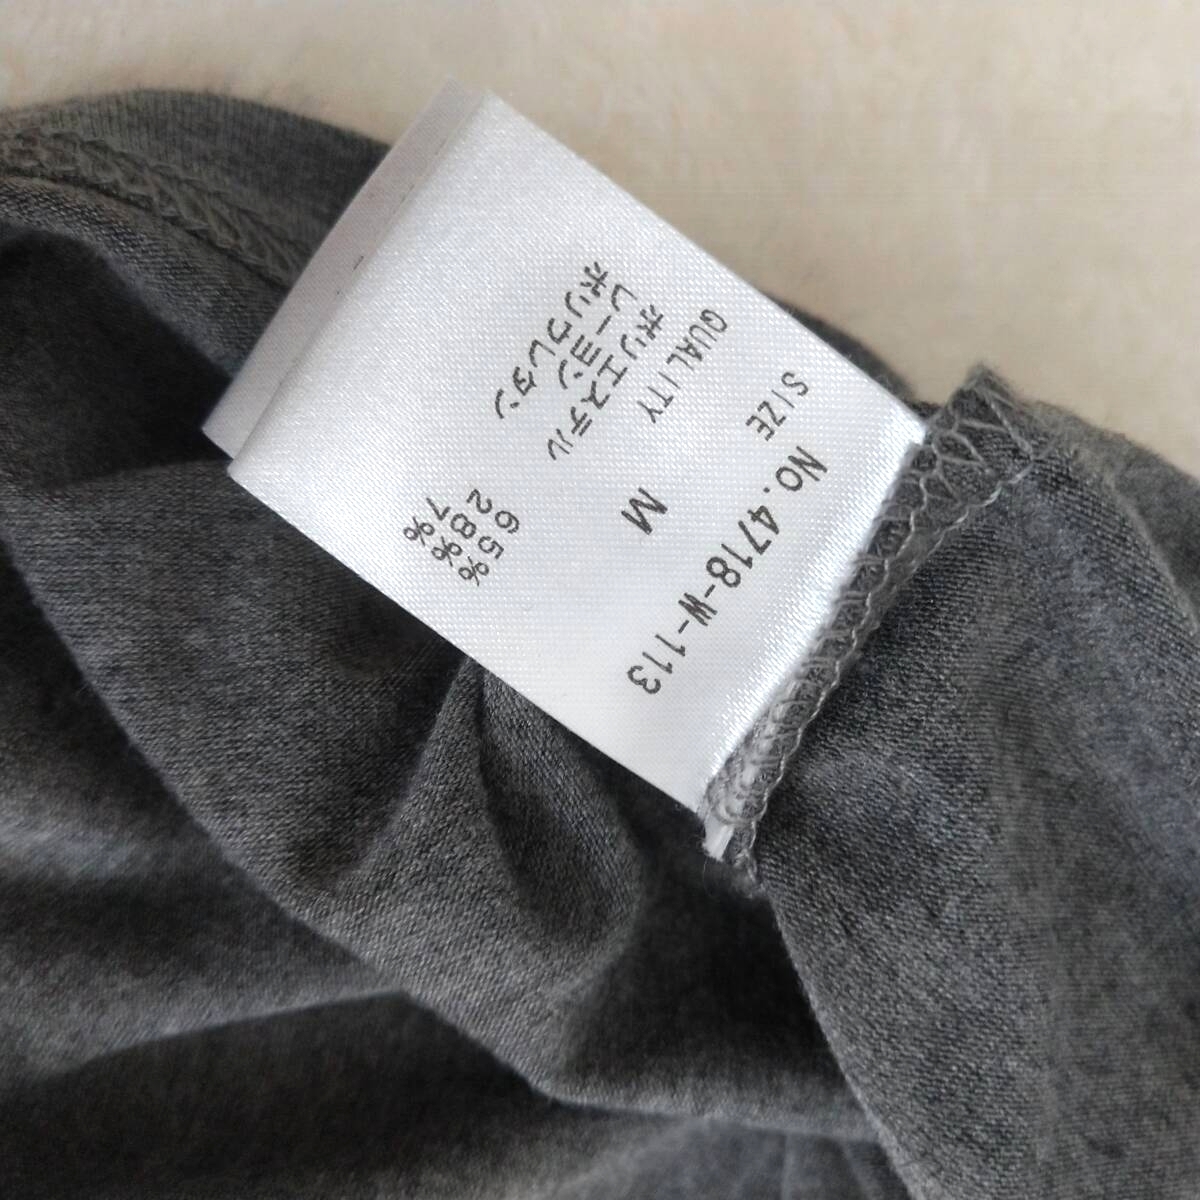 No.4718-W-113
SIZE M
QUALITY
ポリエステル 65%
レーヨン 28%
ポリウレタン 7%